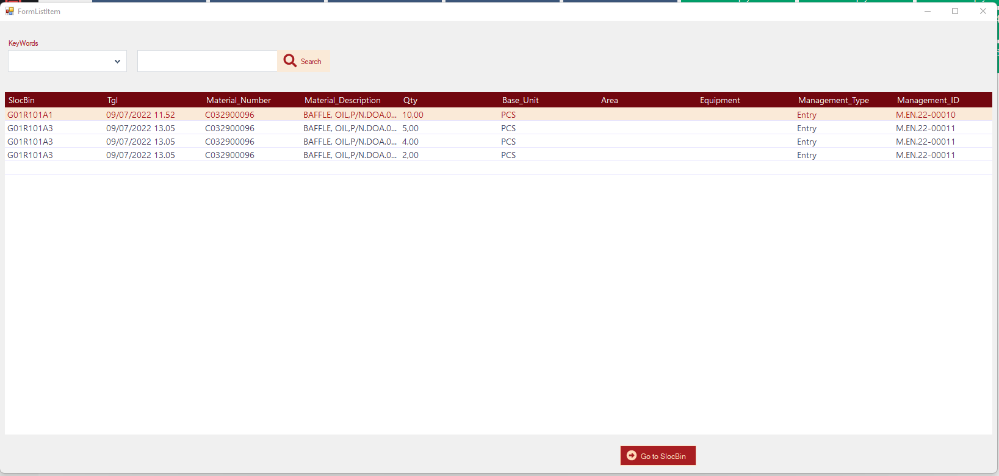 FormListItem
KeyWords
Search
SlocBin Tgl Material_Number Material_Description Qty Base_Unit Area Equipment Management_Type Management_ID
G01R101A1 09/07/2022 11.52 C032900096 BAFFLE, OIL,P/N.DOA.0... 10,00 PCS Entry M.EN.22-00010
G01R101A3 09/07/2022 13.05 C032900096 BAFFLE, OIL,P/N.DOA.0... 5,00 PCS Entry M.EN.22-00011
G01R101A3 09/07/2022 13.05 C032900096 BAFFLE, OIL,P/N.DOA.0... 4,00 PCS Entry M.EN.22-00011
G01R101A3 09/07/2022 13.05 C032900096 BAFFLE, OIL,P/N.DOA.0... 2,00 PCS Entry M.EN.22-00011
Go to SlocBin